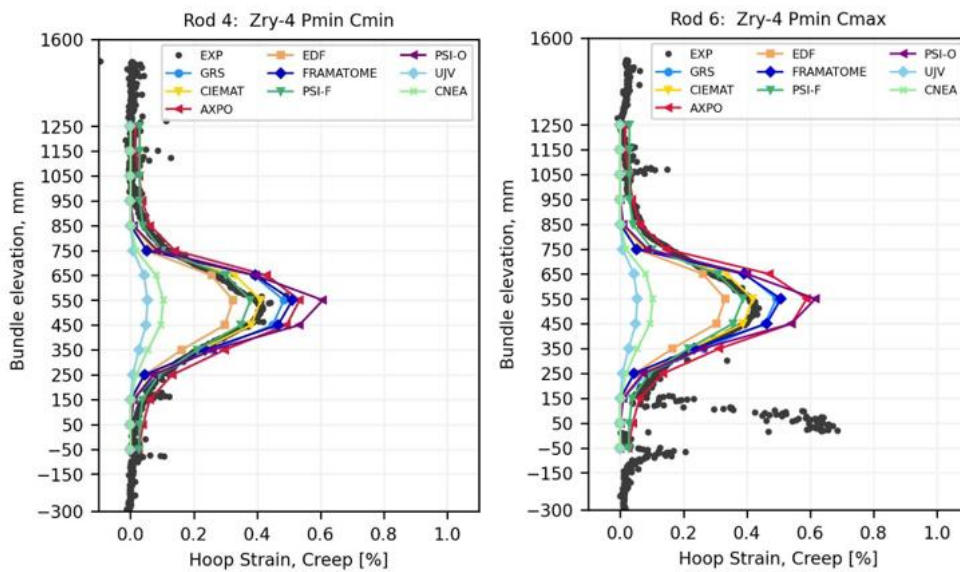 Rod 4: Zry-4 Pmin Cmin
1600
1250
1150
1050
950
850
750
650
550
450
350
250
150
50
−50
−150
−300
Bundle elevation, mm
EXP
GRS
CIEMAT
AXPO
EDF
FRAMATOME
PSI-F
PSI-O
UJV
CNEA
0.0 0.2 0.4 0.6 0.8 1.0
Hoop Strain, Creep [%]
Rod 6: Zry-4 Pmin Cmax
1600
1250
1150
1050
950
850
750
650
550
450
350
250
150
50
−50
−150
−300
Bundle elevation, mm
EXP
GRS
CIEMAT
AXPO
EDF
FRAMATOME
PSI-F
PSI-O
UJV
CNEA
0.0 0.2 0.4 0.6 0.8 1.0
Hoop Strain, Creep [%]